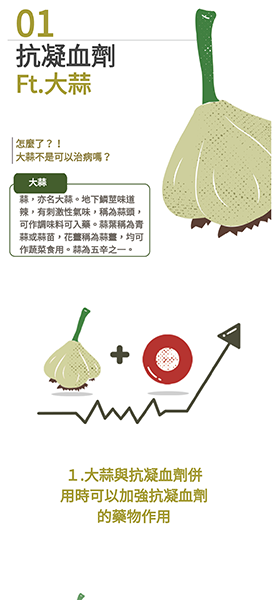 01
抗凝血劑
Ft.大蒜
怎麼了？！
大蒜不是可以治病嗎？
大蒜
蒜，亦名大蒜。地下鱗莖味道
辣，有刺激性氣味，稱為蒜頭，
可作調味料可入藥。蒜葉稱為青
蒜或蒜苗，花薹稱為蒜薹，均可
作蔬菜食用。蒜為五辛之一。
１.大蒜與抗凝血劑併
用時可以加強抗凝血劑
的藥物作用